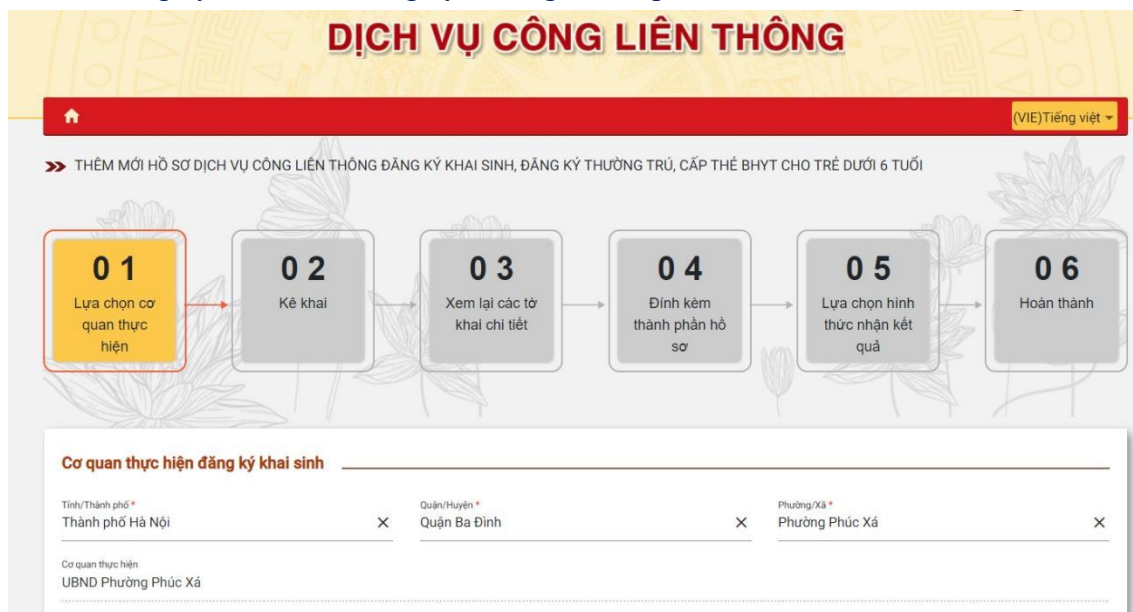 DỊCH VỤ CÔNG LIÊN THÔNG
(VIE)Tiếng việt
THÊM MỚI HỒ SƠ DỊCH VỤ CÔNG LIÊN THÔNG ĐĂNG KÝ KHAI SINH, ĐĂNG KÝ THƯỜNG TRÚ, CẤP THẺ BHYT CHO TRẺ DƯỚI 6 TUỔI
0 1
Lựa chọn cơ
quan thực
hiện
0 2
Kê khai
0 3
Xem lại các tờ
khai chi tiết
0 4
Đính kèm
thành phần hồ
sơ
0 5
Lựa chọn hình
thức nhận kết
quả
0 6
Hoàn thành
Cơ quan thực hiện đăng ký khai sinh
Tỉnh/Thành phố *
Thành phố Hà Nội
Quận/Huyện *
Quận Ba Đình
Phường/Xã *
Phường Phúc Xá
Cơ quan thực hiện
UBND Phường Phúc Xá